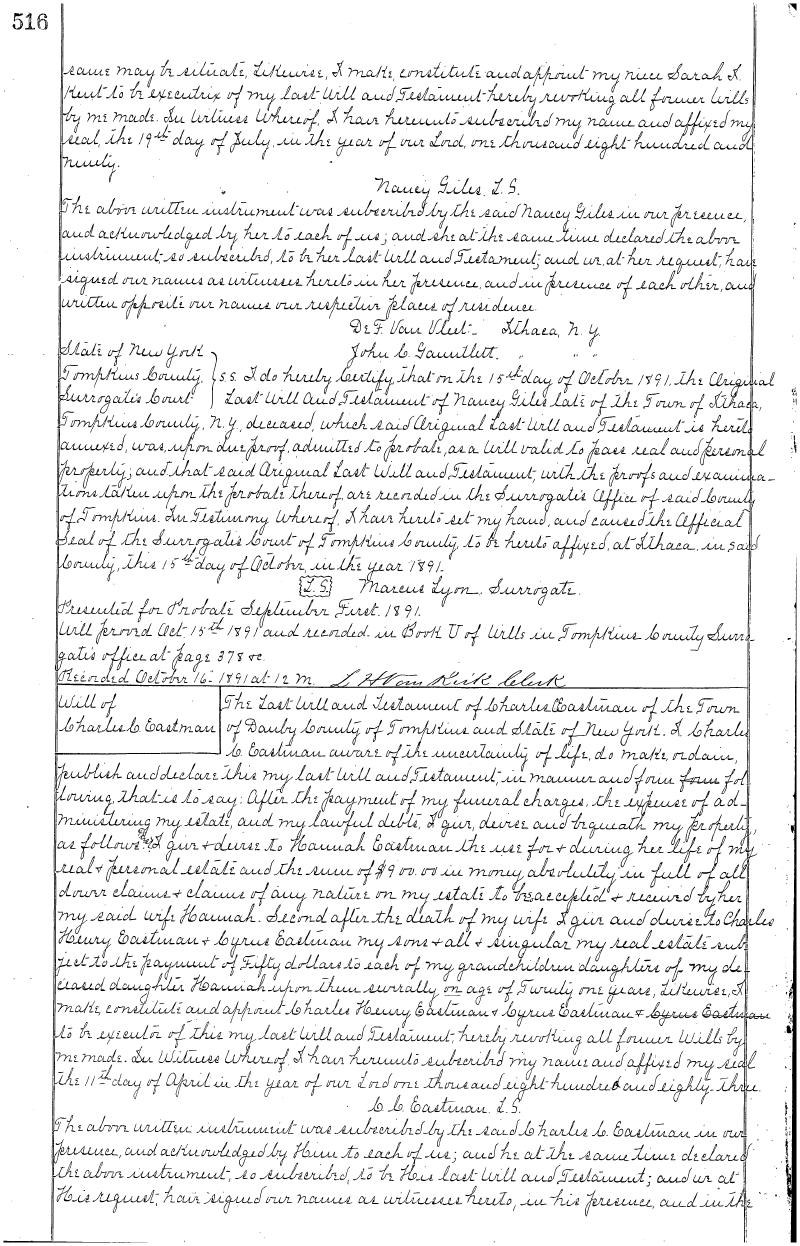 516
same may be situate, Likewise, I make, constitute and appoint my niece Sarah I.
Kent to be executrix of my last Will and Testament hereby revoking all former Wills
by me made. In Witness Whereof, I have hereunto subscribed my name and affixed my
seal, the 19th day of July, in the year of our Lord, one thousand eight hundred and
ninety.
Nancy Giles. L.S.
The above written instrument was subscribed by the said Nancy Giles in our presence,
and acknowledged by her to each of us; and she at the same time declared the above
instrument so subscribed, to be her last Will and Testament; and we, at her request, have
signed our names as witnesses hereto in her presence, and in presence of each other, and
written opposite our names our respective places of residence
De F. Van Vleet. Ithaca, N.Y.
State of New York John C. Gauntlett. " " "
Tompkins County. } s.s. I do hereby Certify that on the 15th day of October 1891, the Original
Surrogate's Court Last Will And Testament of Nancy Giles late of the Town of Ithaca,
Tompkins County, N.Y., deceased, which said Original Last Will and Testament is hereto
annexed, was, upon due proof, admitted to probate, as a Will valid to pass real and personal
property; and that said Original Last Will and Testament, with the proofs and examina-
tions taken upon the probate thereof are recorded in the Surrogate's Office of said County
of Tompkins. In Testimony Whereof, I have hereto set my hand, and caused the Official
Seal of the Surrogate's Court of Tompkins County, to be hereto affixed, at Ithaca, in said
County, this 15th day of October, in the year 1891.
L.S. Marcus Lyon, Surrogate.
Presented for Probate September First 1891.
Will proved Oct 15th 1891 and recorded in Book U of Wills in Tompkins County Surro-
gate's office at page 378 &c.
Recorded October 16- 1891 at 12 M. L H Van Kirk Clerk
Will of
Charles C Eastman
The Last Will and Testament of Charles C Eastman of the Town
of Danby County of Tompkins and State of New York. I Charles
C Eastman aware of the uncertainty of life, do make, ordain,
publish and declare this my last Will and Testament, in manner and form form fol
lowing, that is to say: After the payment of my funeral charges, the expense of ad-
ministering my estate, and my lawful debts, I give, devise and bequeath my property,
as follows I give & devise to Hannah Eastman the use for & during her life of my
real & personal estate and the sum of $900.00 in money absolutely in full of all
dower claims & claims of any nature on my estate to be accepted & received by her
my said wife Hannah. Second after the death of my wife I give and devise to Charles
Henry Eastman & Cyrus Eastman my sons & all & singular my real estate sub-
ject to the payment of Fifty dollars to each of my grandchildren daughters of my de-
ceased daughter Hannah upon them severally on age of Twenty one years, Likewise, I
make, constitute and appoint Charles Henry Eastman & Cyrus Eastman & Cyrus Eastman
to be executor of this my last Will and Testament, hereby revoking all former Wills by
me made. In Witness Whereof, I have hereunto subscribed my name and affixed my seal
the 11th day of April in the year of our Lord one thousand eight hundred and eighty-three.
C C Eastman. L.S.
The above written instrument was subscribed by the said Charles C. Eastman in our
presence, and acknowledged by Him to each of us; and he at the same time declared
the above instrument, so subscribed, to be His last Will and Testament; and we at
His request, have signed our names as witnesses hereto, in his presence, and in the